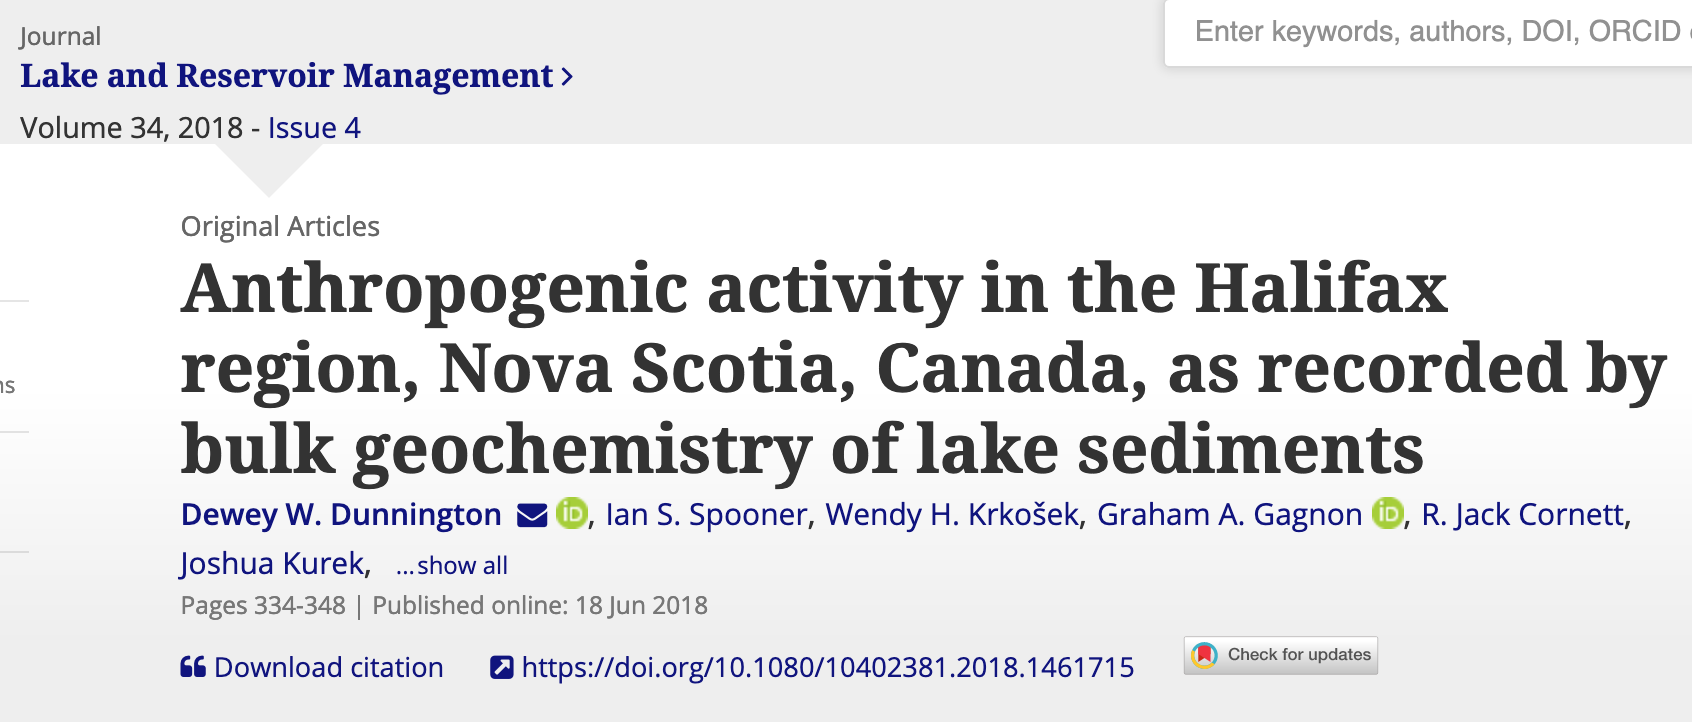 Journal
Enter keywords, authors, DOI, ORCID
Lake and Reservoir Management
Volume 34, 2018 - Issue 4
Original Articles
Anthropogenic activity in the Halifax
region, Nova Scotia, Canada, as recorded by
ns
bulk geochemistry of lake sediments
Dewey W. Dunnington iD, Ian S. Spooner, Wendy H. Krkošek, Graham A. Gagnon iD, R. Jack Cornett,
Joshua Kurek, ...show all
Pages 334-348 | Published online: 18 Jun 2018
Download citation https://doi.org/10.1080/10402381.2018.1461715 Check for updates